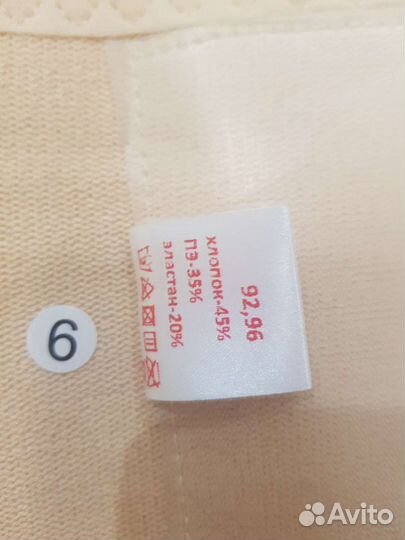 92,96
хлопок-45%
ПЭ-35%
эластан-20%
6
Avito